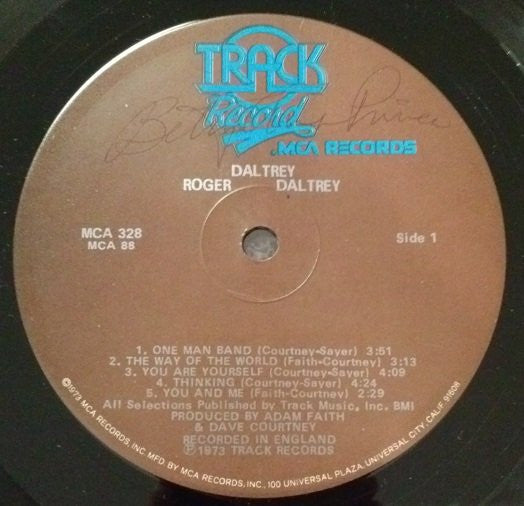 TRACK
Record
MCA RECORDS
DALTREY
ROGER DALTREY
MCA 328
MCA 88
Side 1
1. ONE MAN BAND (Courtney-Sayer) 3:51
2. THE WAY OF THE WORLD (Faith-Courtney) 3:13
3. YOU ARE YOURSELF (Courtney-Sayer) 4:09
4. THINKING (Courtney-Sayer) 4:24
5. YOU AND ME (Faith-Courtney) 2:29
All Selections Published by Track Music, Inc. BMI
PRODUCED BY ADAM FAITH
& DAVE COURTNEY
RECORDED IN ENGLAND
℗ 1973 TRACK RECORDS
©1973 MCA RECORDS, INC MFD BY MCA RECORDS, INC., 100 UNIVERSAL PLAZA, UNIVERSAL CITY, CALIF. 91608